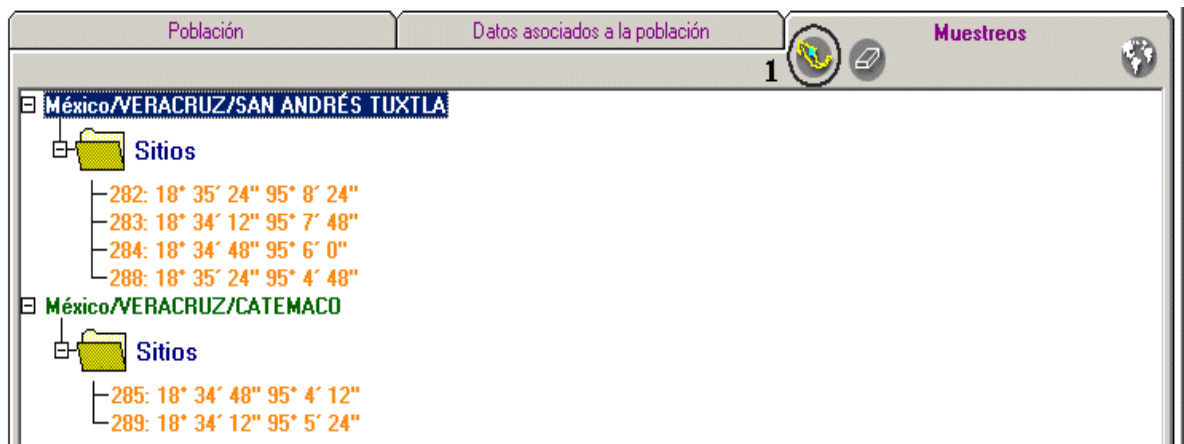 Población
Datos asociados a la población
Muestreos
1
México/VERACRUZ/SAN ANDRÉS TUXTLA
Sitios
282: 18° 35´ 24" 95° 8´ 24"
283: 18° 34´ 12" 95° 7´ 48"
284: 18° 34´ 48" 95° 6´ 0"
288: 18° 35´ 24" 95° 4´ 48"
México/VERACRUZ/CATEMACO
Sitios
285: 18° 34´ 48" 95° 4´ 12"
289: 18° 34´ 12" 95° 5´ 24"